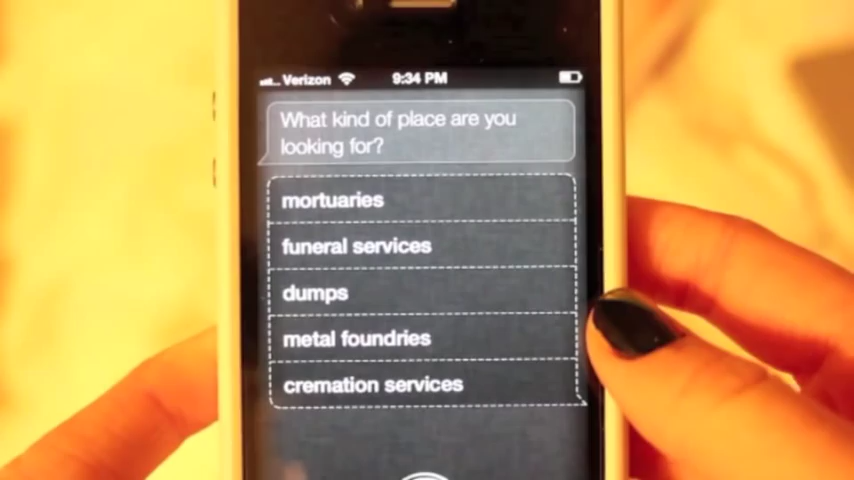 Verizon 9:34 PM
What kind of place are you
looking for?
mortuaries
funeral services
dumps
metal foundries
cremation services